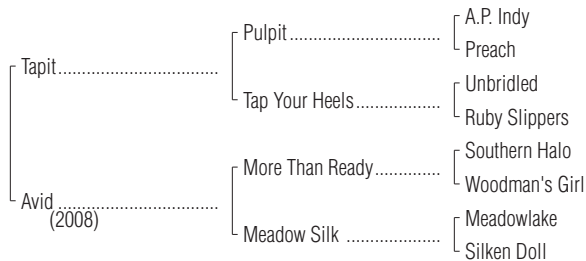 A.P. Indy
Pulpit
Preach
Tapit
Unbridled
Tap Your Heels
Ruby Slippers
Southern Halo
More Than Ready
Woodman's Girl
Avid
(2008)
Meadowlake
Meadow Silk
Silken Doll